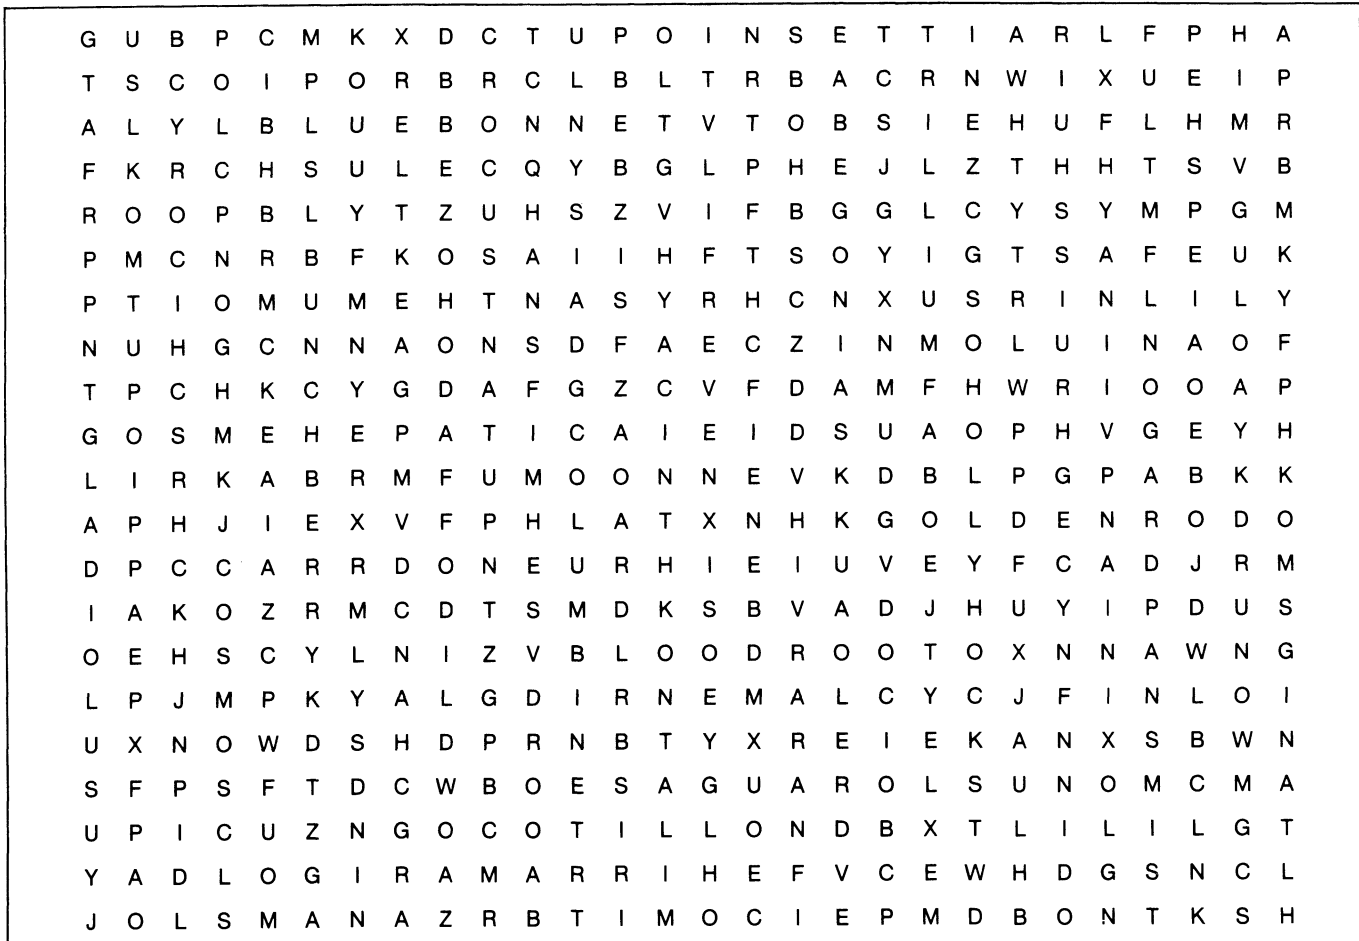 G U B P C M K X D C T U P O I N S E T T I A R L F P H A
T S C O I P O R B R C L B L T R B A C R N W I X U E I P
A L Y L B L U E B O N N E T V T O B S I E H U F L H M R
F K R C H S U L E C Q Y B G L P H E J L Z T H H T S V B
R O O P B L Y T Z U H S Z V I F B G G L C Y S Y M P G M
P M C N R B F K O S A I I H F T S O Y I G T S A F E U K
P T I O M U M E H T N A S Y R H C N X U S R I N L I L Y
N U H G C N N A O N S D F A E C Z I N M O L U I N A O F
T P C H K C Y G D A F G Z C V F D A M F H W R I O O A P
G O S M E H E P A T I C A I E I D S U A O P H V G E Y H
L I R K A B R M F U M O O N N E V K D B L P G P A B K K
A P H J I E X V F P H L A T X N H K G O L D E N R O D O
D P C C A R R D O N E U R H I E I U V E Y F C A D J R M
I A K O Z R M C D T S M D K S B V A D J H U Y I P D U S
O E H S C Y L N I Z V B L O O D R O O T O X N N A W N G
L P J M P K Y A L G D I R N E M A L C Y C J F I N L O I
U X N O W D S H D P R N B T Y X R E I E K A N X S B W N
S F P S F T D C W B O E S A G U A R O L S U N O M C M A
U P I C U Z N G O C O T I L L O N D B X T L I L I L G T
Y A D L O G I R A M A R R I H E F V C E W H D G S N C L
J O L S M A N A Z R B T I M O C I E P M D B O N T K S H